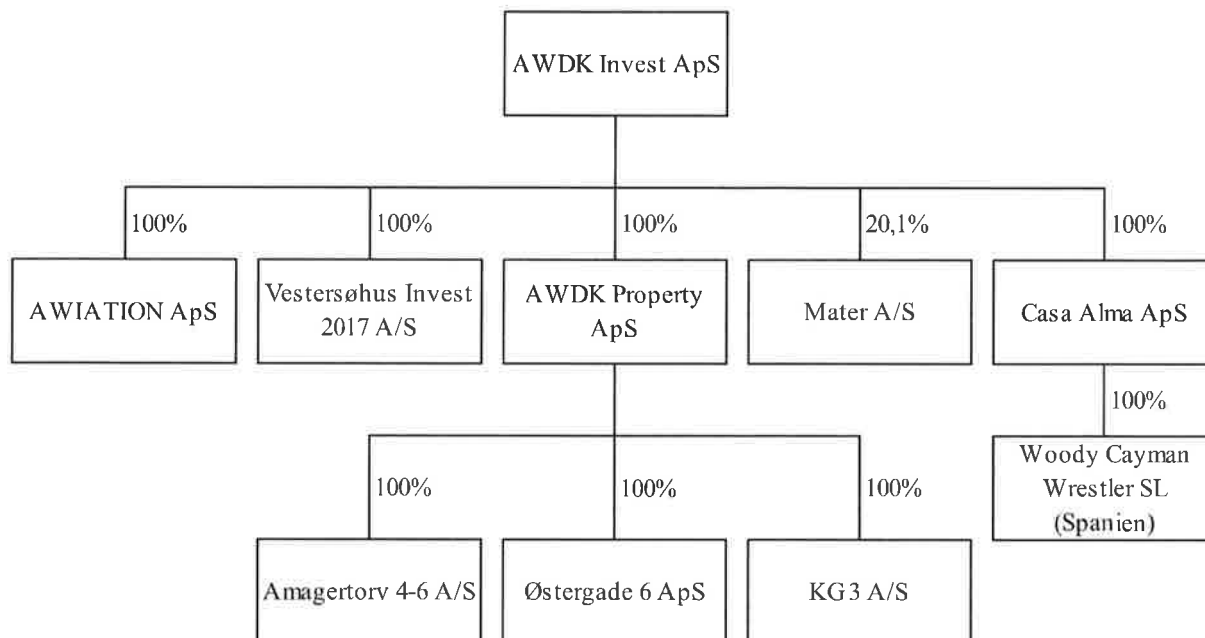 AWDK Invest ApS
100%
100%
100%
20,1%
100%
AWIATION ApS
Vestersøhus Invest
2017 A/S
AWDK Property
ApS
Mater A/S
Casa Alma ApS
100%
Woody Cayman
Wrestler SL
(Spanien)
100%
100%
100%
Amagertorv 4-6 A/S
Østergade 6 ApS
KG3 A/S